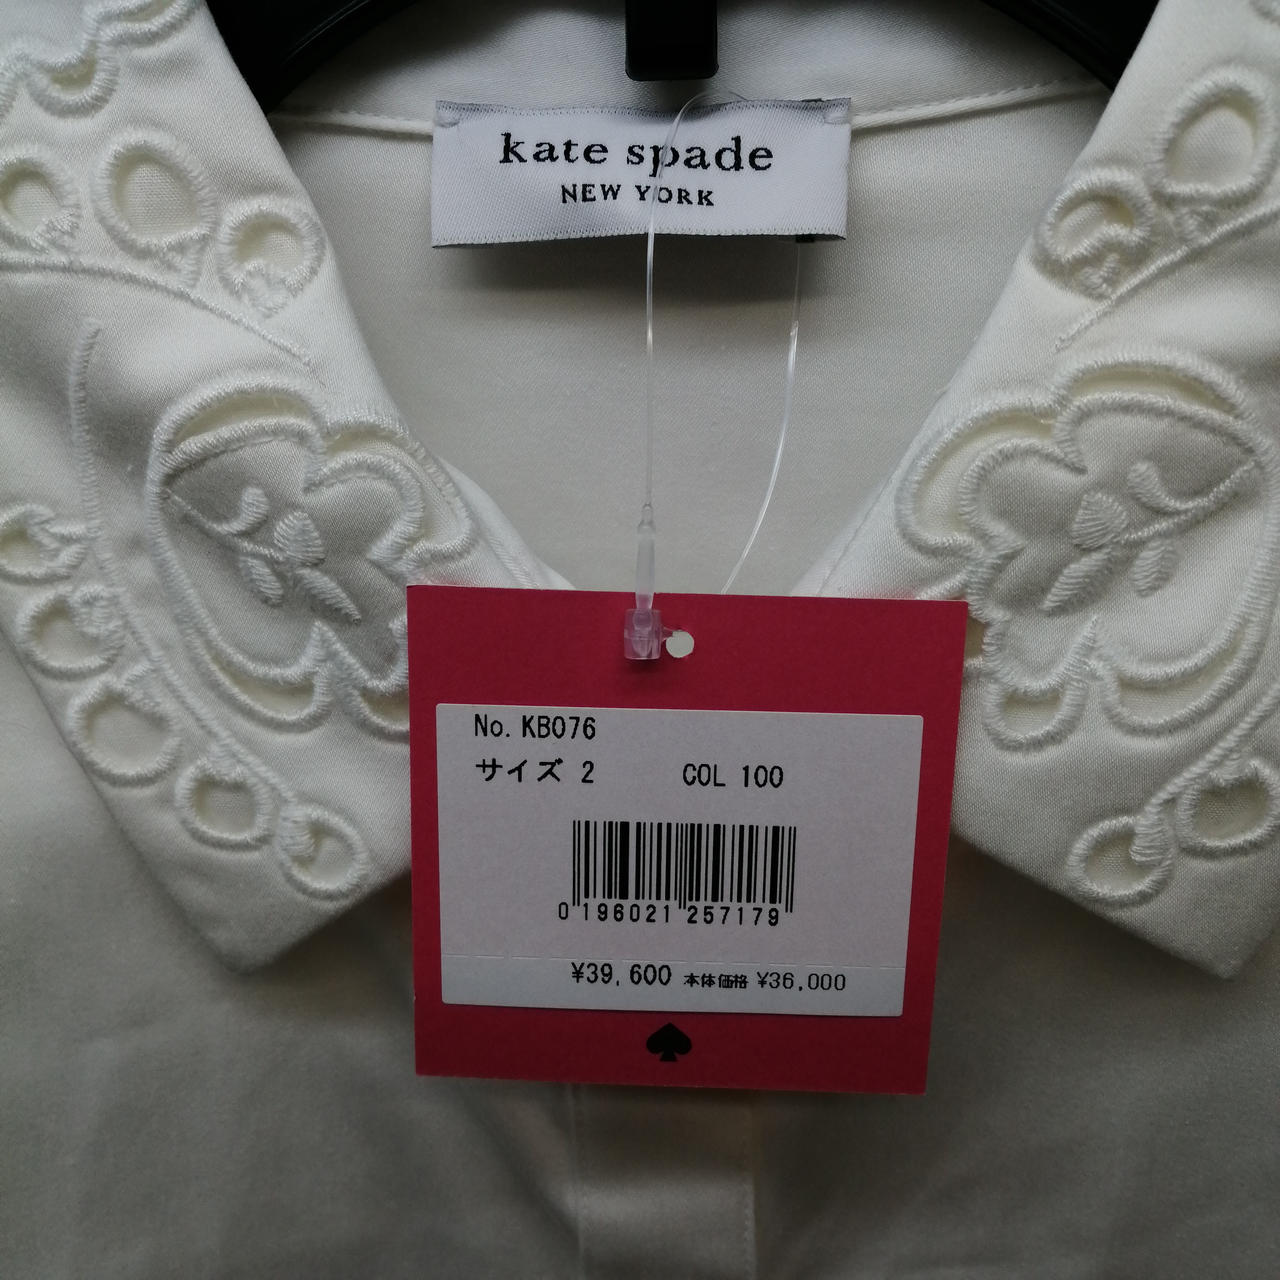 kate spade
NEW YORK
No. KB076
サイズ 2 COL 100
0 196021 257179
¥39,600 本体価格 ¥36,000